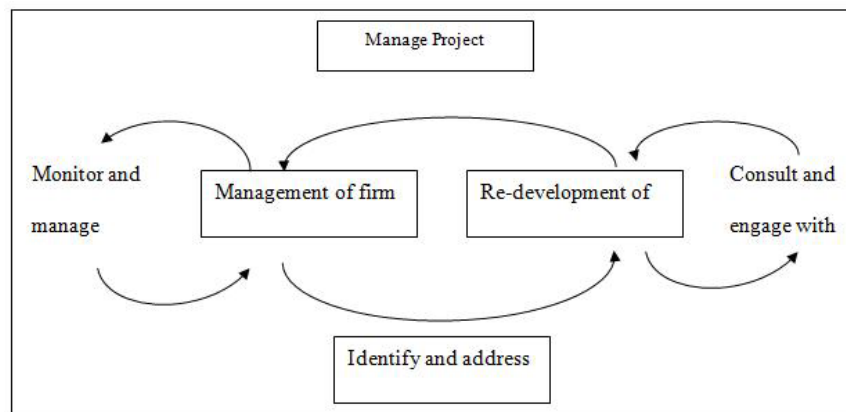 Manage Project
Monitor and
manage
Management of firm
Re-development of
Consult and
engage with
Identify and address